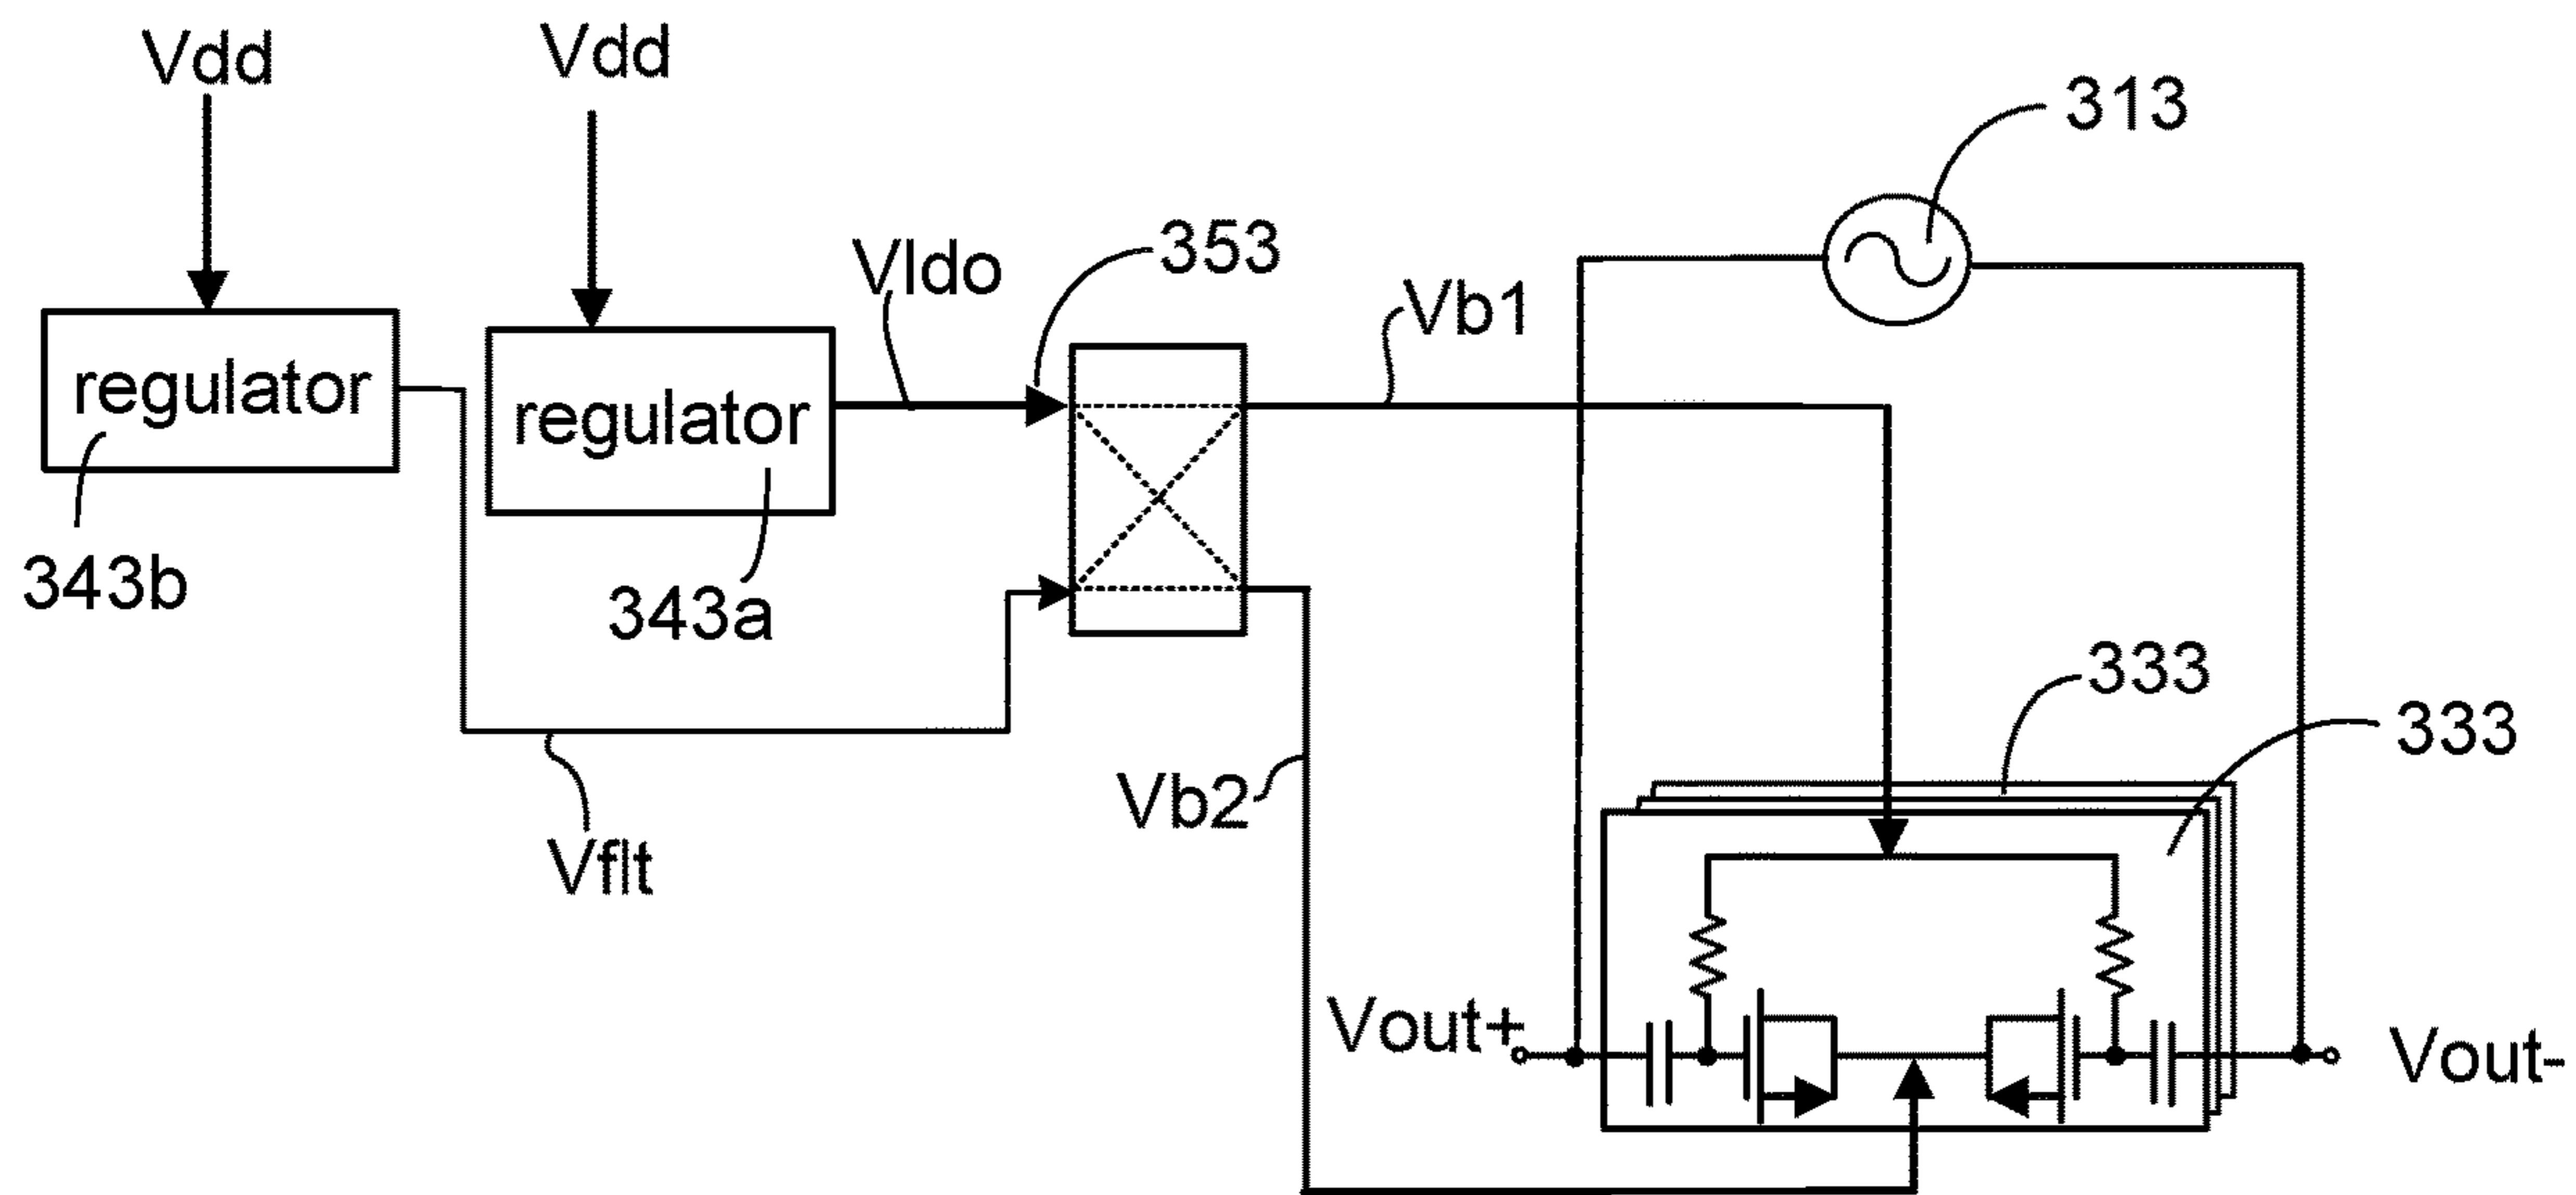 Vdd
Vdd
313
353
Vldo
Vb1
regulator
regulator
343b
343a
333
333
Vb2
Vflt
Vout+
Vout-